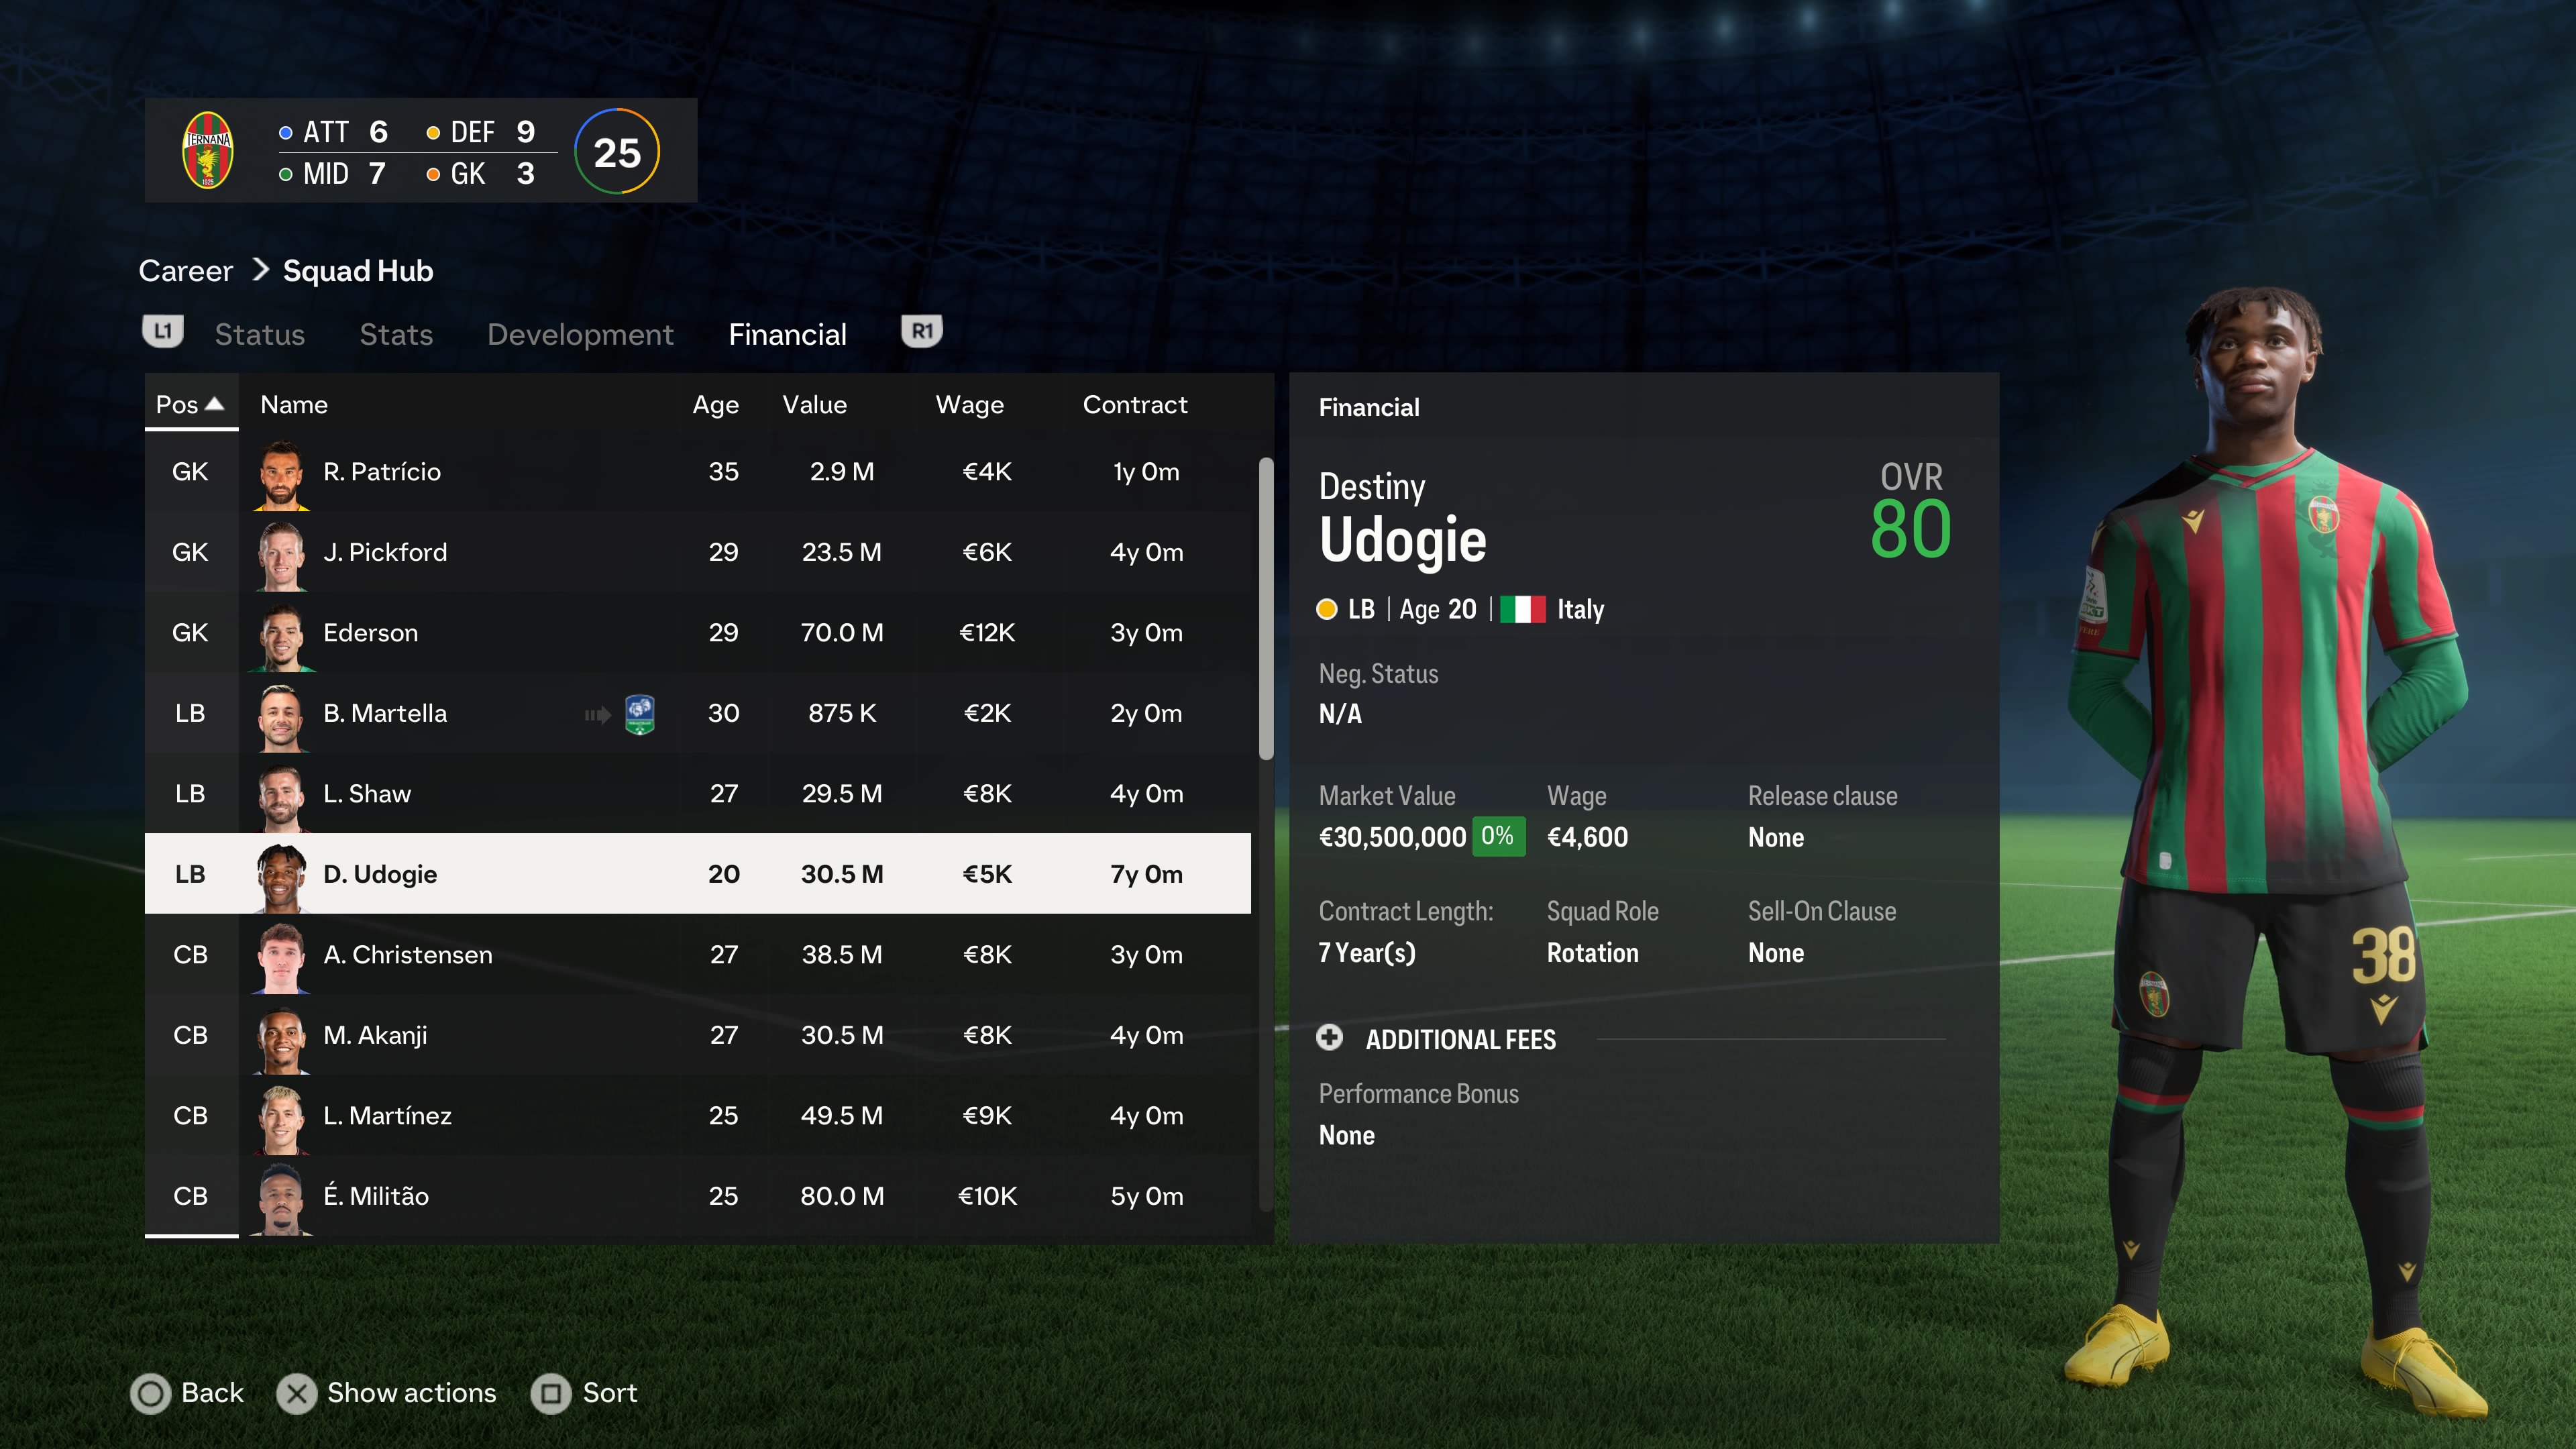 TERNANA
1925
ATT 6 DEF 9
MID 7 GK 3
25
Career > Squad Hub
L1 Status Stats Development Financial R1
Pos Name Age Value Wage Contract
GK R. Patrício 35 2.9 M €4K 1y 0m
GK J. Pickford 29 23.5 M €6K 4y 0m
GK Ederson 29 70.0 M €12K 3y 0m
LB B. Martella 30 875 K €2K 2y 0m
LB L. Shaw 27 29.5 M €8K 4y 0m
LB D. Udogie 20 30.5 M €5K 7y 0m
CB A. Christensen 27 38.5 M €8K 3y 0m
CB M. Akanji 27 30.5 M €8K 4y 0m
CB L. Martínez 25 49.5 M €9K 4y 0m
CB É. Militão 25 80.0 M €10K 5y 0m
Financial
Destiny
Udogie
OVR
80
LB | Age 20 | Italy
Neg. Status
N/A
Market Value Wage Release clause
€30,500,000 0% €4,600 None
Contract Length: Squad Role Sell-On Clause
7 Year(s) Rotation None
ADDITIONAL FEES
Performance Bonus
None
38
Back Show actions Sort